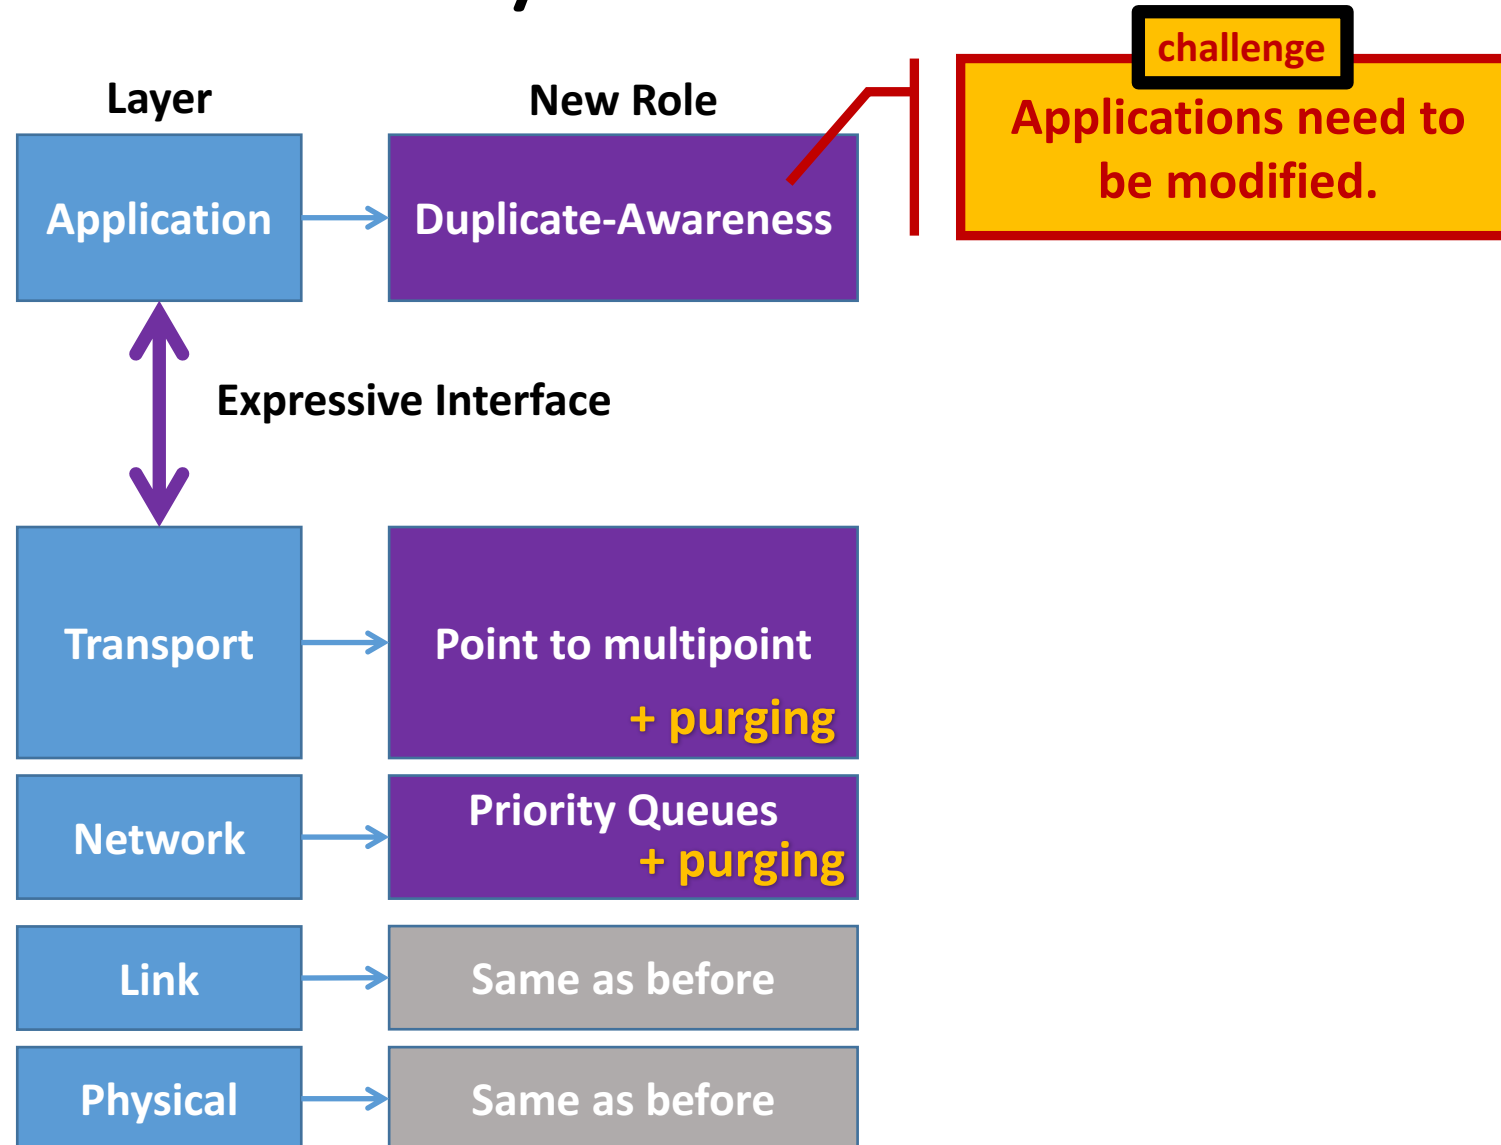 challenge
Layer
New Role
Applications need to
be modified.
Application
Duplicate-Awareness
Expressive Interface
Transport
Point to multipoint
+ purging
Network
Priority Queues
+ purging
Link
Same as before
Physical
Same as before